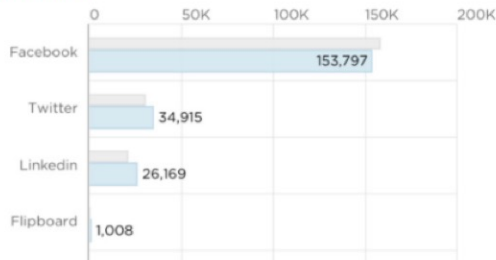 0 50K 100K 150K 200K
Facebook 153,797
Twitter 34,915
Linkedin 26,169
Flipboard 1,008